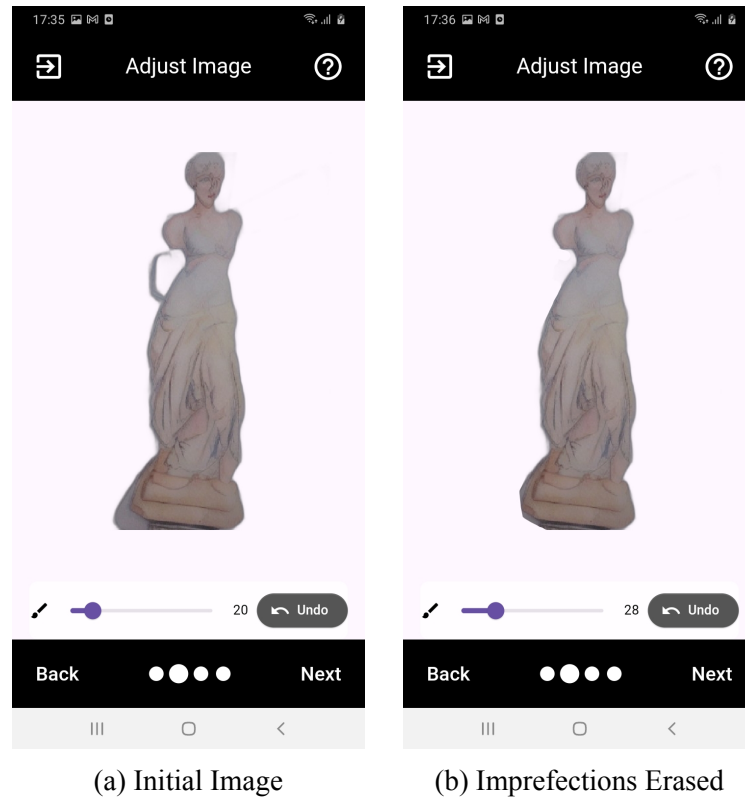 17:35
Adjust Image
20 Undo
Back Next
(a) Initial Image
17:36
Adjust Image
28 Undo
Back Next
(b) Imprefections Erased